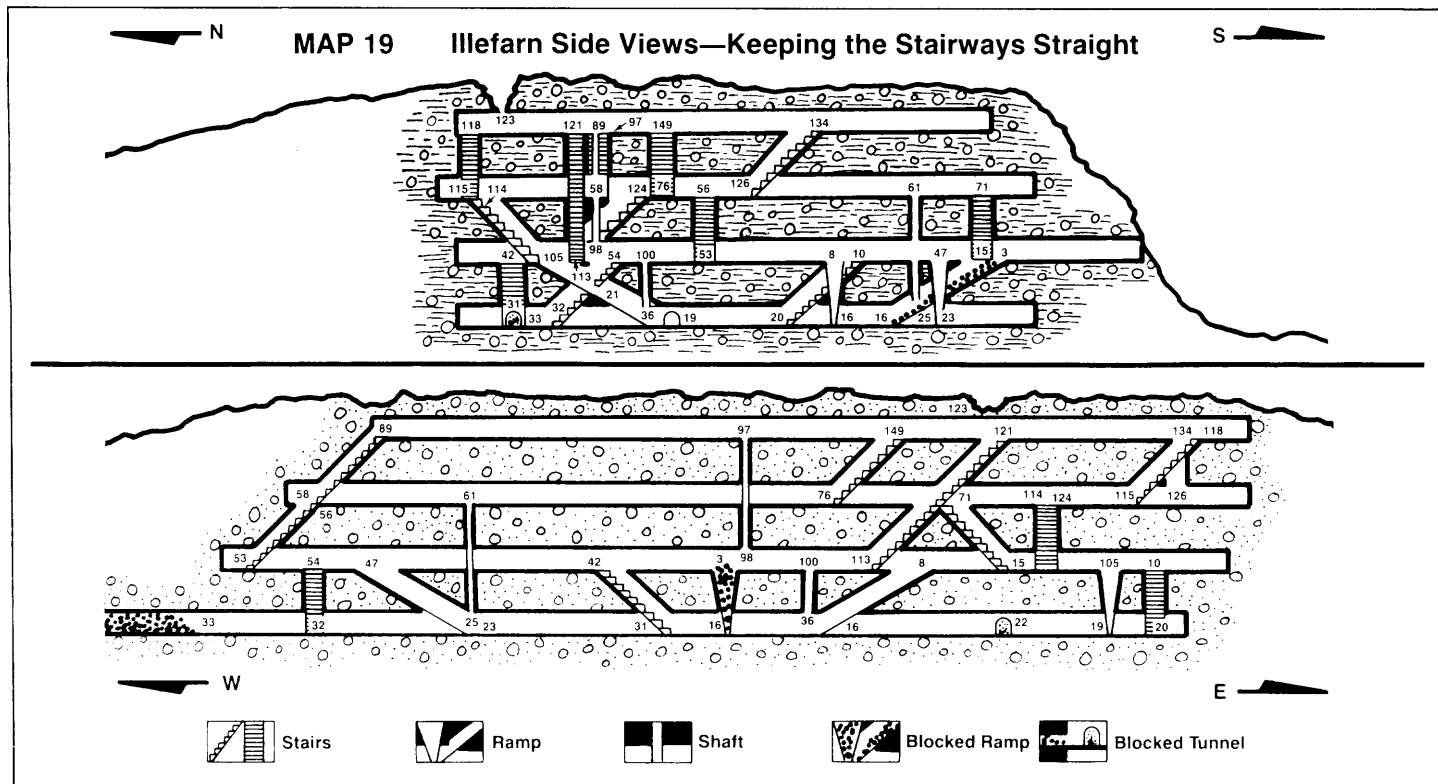 N
MAP 19 Illefarn Side Views—Keeping the Stairways Straight
S
118 123 121 89 97 149 134
115 114 58 124 76 56 126 61 71
42 105 113 98 54 100 53 8 10 47 15 3
31 33 32 21 36 19 20 16 16 25 23
123
89 97 149 121 134 118
58 56 61 76 71 114 124 115 126
53 54 47 42 3 98 100 113 8 15 105 10
33 32 25 23 31 16 36 16 22 19 20
W
E
Stairs Ramp Shaft Blocked Ramp Blocked Tunnel